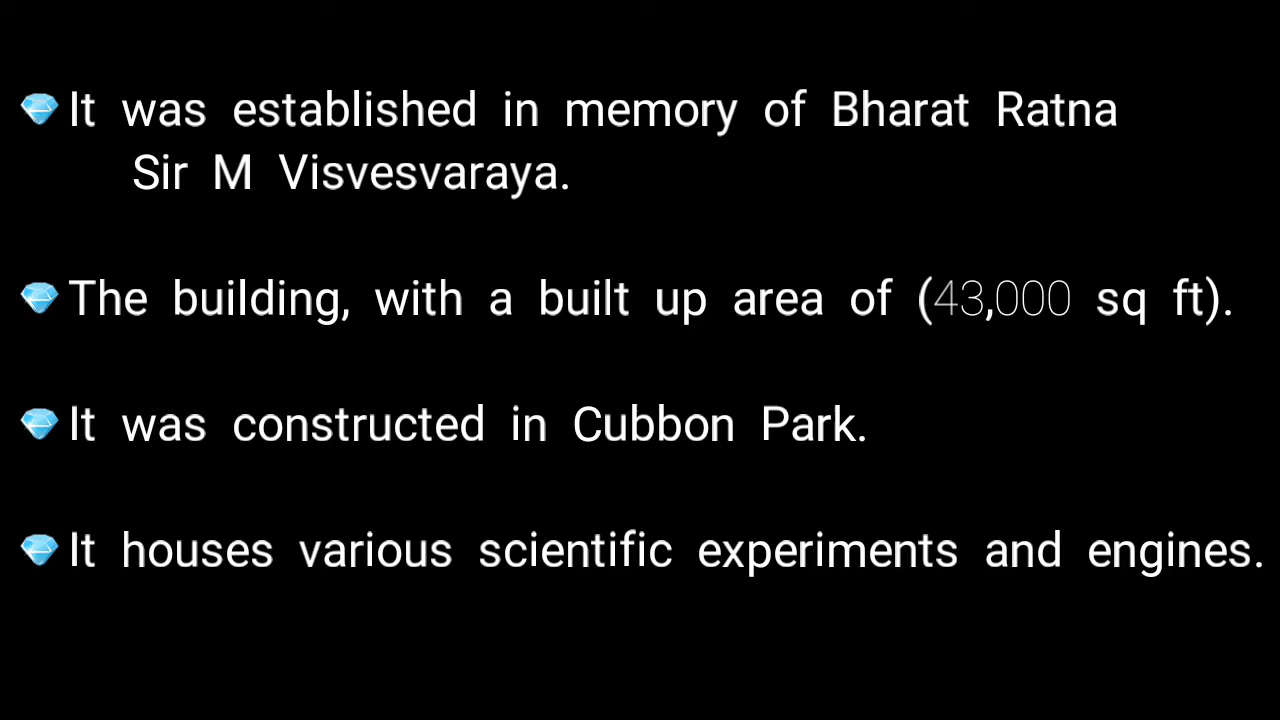 💎It was established in memory of Bharat Ratna
Sir M Visvesvaraya.
💎The building, with a built up area of (43,000 sq ft).
💎It was constructed in Cubbon Park.
💎It houses various scientific experiments and engines.